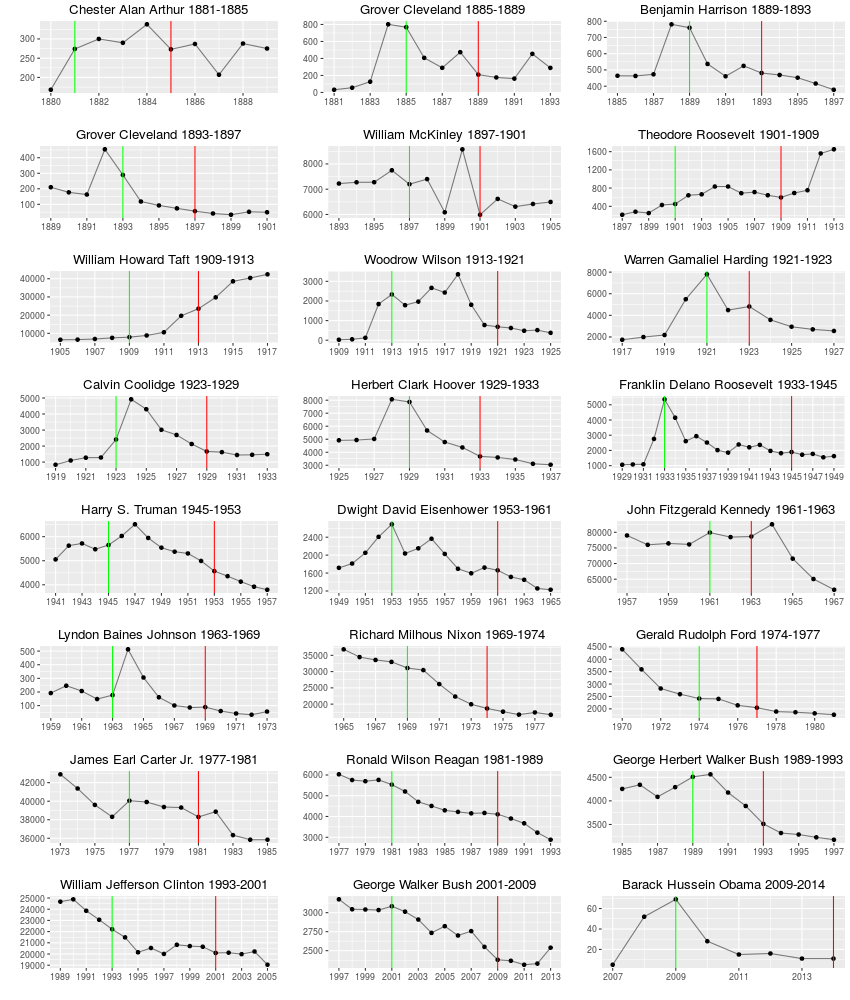 Chester Alan Arthur 1881-1885
300
250
200
1880 1882 1884 1886 1888
Grover Cleveland 1885-1889
800
600
400
200
0
1881 1883 1885 1887 1889 1891 1893
Benjamin Harrison 1889-1893
800
700
600
500
400
1885 1887 1889 1891 1893 1895 1897
Grover Cleveland 1893-1897
400
300
200
100
1889 1891 1893 1895 1897 1899 1901
William McKinley 1897-1901
8000
7000
6000
1893 1895 1897 1899 1901 1903 1905
Theodore Roosevelt 1901-1909
1600
1200
800
400
1897 1899 1901 1903 1905 1907 1909 1911 1913
William Howard Taft 1909-1913
40000
30000
20000
10000
1905 1907 1909 1911 1913 1915 1917
Woodrow Wilson 1913-1921
3000
2000
1000
0
1909 1911 1913 1915 1917 1919 1921 1923 1925
Warren Gamaliel Harding 1921-1923
8000
6000
4000
2000
1917 1919 1921 1923 1925 1927
Calvin Coolidge 1923-1929
5000
4000
3000
2000
1000
1919 1921 1923 1925 1927 1929 1931 1933
Herbert Clark Hoover 1929-1933
8000
7000
6000
5000
4000
3000
1925 1927 1929 1931 1933 1935 1937
Franklin Delano Roosevelt 1933-1945
5000
4000
3000
2000
1000
1929 1931 1933 1935 1937 1939 1941 1943 1945 1947 1949
Harry S. Truman 1945-1953
6000
5000
4000
1941 1943 1945 1947 1949 1951 1953 1955 1957
Dwight David Eisenhower 1953-1961
2400
2000
1600
1200
1949 1951 1953 1955 1957 1959 1961 1963 1965
John Fitzgerald Kennedy 1961-1963
80000
75000
70000
65000
1957 1959 1961 1963 1965 1967
Lyndon Baines Johnson 1963-1969
500
400
300
200
100
1959 1961 1963 1965 1967 1969 1971 1973
Richard Milhous Nixon 1969-1974
35000
30000
25000
20000
1965 1967 1969 1971 1973 1975 1977
Gerald Rudolph Ford 1974-1977
4500
4000
3500
3000
2500
2000
1970 1972 1974 1976 1978 1980
James Earl Carter Jr. 1977-1981
42000
40000
38000
36000
1973 1975 1977 1979 1981 1983 1985
Ronald Wilson Reagan 1981-1989
6000
5000
4000
3000
1977 1979 1981 1983 1985 1987 1989 1991 1993
George Herbert Walker Bush 1989-1993
4500
4000
3500
1985 1987 1989 1991 1993 1995 1997
William Jefferson Clinton 1993-2001
25000
24000
23000
22000
21000
20000
19000
1989 1991 1993 1995 1997 1999 2001 2003 2005
George Walker Bush 2001-2009
3000
2750
2500
1997 1999 2001 2003 2005 2007 2009 2011 2013
Barack Hussein Obama 2009-2014
60
40
20
2007 2009 2011 2013